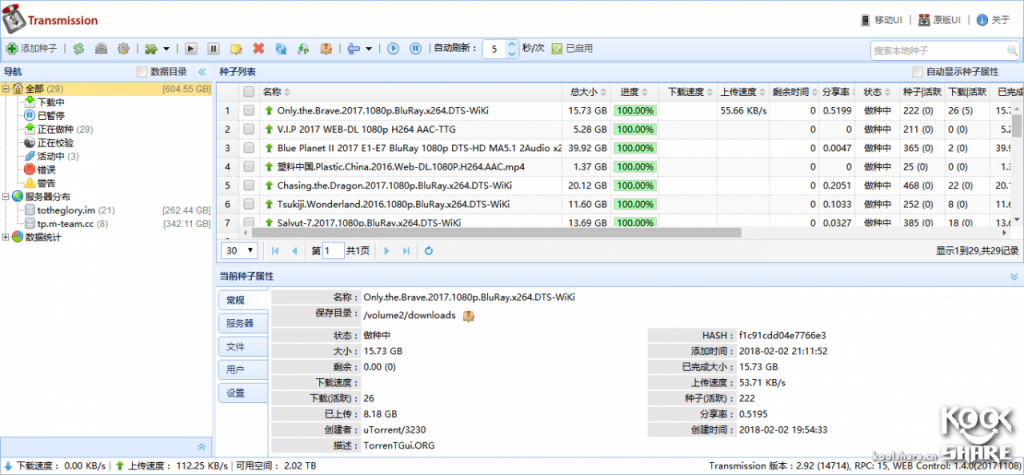 Transmission 移动UI 原版UI 关于
添加种子 自动刷新： 5 秒/次 已启用 搜索本地种子
导航 数据目录 « 种子列表 自动显示种子属性
全部 (29) [604.55 GB]
下载中
已暂停
正在做种 (29)
正在校验
活动中 (3)
错误
警告
服务器分布
totheglory.im (21) [262.44 GB]
tp.m-team.cc (8) [342.11 GB]
数据统计
名称 总大小 进度 下载速度 上传速度 剩余时间 分享率 状态 种子|活跃 下载|活跃 已完成
1 Only.the.Brave.2017.1080p.BluRay.x264.DTS-WiKi 15.73 GB 100.00% 55.66 KB/s 0 0.5199 做种中 222 (0) 26 (5) 15.7
2 V.I.P 2017 WEB-DL 1080p H264 AAC-TTG 5.28 GB 100.00% 0 0 做种中 211 (0) 0 (0) 5.2
3 Blue Planet II 2017 E1-E7 BluRay 1080p DTS-HD MA5.1 2Audio x2 39.92 GB 100.00% 0 0.0047 做种中 365 (0) 2 (0) 39.9
4 塑料中国.Plastic.China.2016.Web-DL.1080P.H264.AAC.mp4 1.37 GB 100.00% 0 0 做种中 25 (0) 0 (0) 1.3
5 Chasing.the.Dragon.2017.1080p.BluRay.x264.DTS-WiKi 20.12 GB 100.00% 0 0.2051 做种中 468 (0) 22 (0) 20.1
6 Tsukiji.Wonderland.2016.1080p.BluRay.x264.DTS-WiKi 11.60 GB 100.00% 0 0.1033 做种中 252 (0) 8 (0) 11.6
7 Salyut-7.2017.1080p.BluRay.x264.DTS-WiKi 13.69 GB 100.00% 0 0.0327 做种中 385 (0) 18 (0) 13.6
30 第 1 共1页 显示1到29,共29记录
当前种子属性
常规
服务器
文件
用户
设置
名称： Only.the.Brave.2017.1080p.BluRay.x264.DTS-WiKi
保存目录： /volume2/downloads
状态： 做种中 HASH： f1c91cdd04e7766e3
大小： 15.73 GB 添加时间： 2018-02-02 21:11:52
剩余： 0.00 (0) 已完成大小： 15.73 GB
下载速度： 上传速度： 53.71 KB/s
下载(活跃)： 26 种子(活跃)： 222
已上传： 8.18 GB 分享率： 0.5195
创建者： uTorrent/3230 创建时间： 2018-02-02 19:54:33
描述： TorrenTGui.ORG
KOOLSHARE
koolshare.cn
下载速度： 0.00 KB/s 上传速度： 112.25 KB/s 可用空间： 2.02 TB Transmission 版本：2.92 (14714), RPC: 15, WEB Control: 1.4.0(20171108)